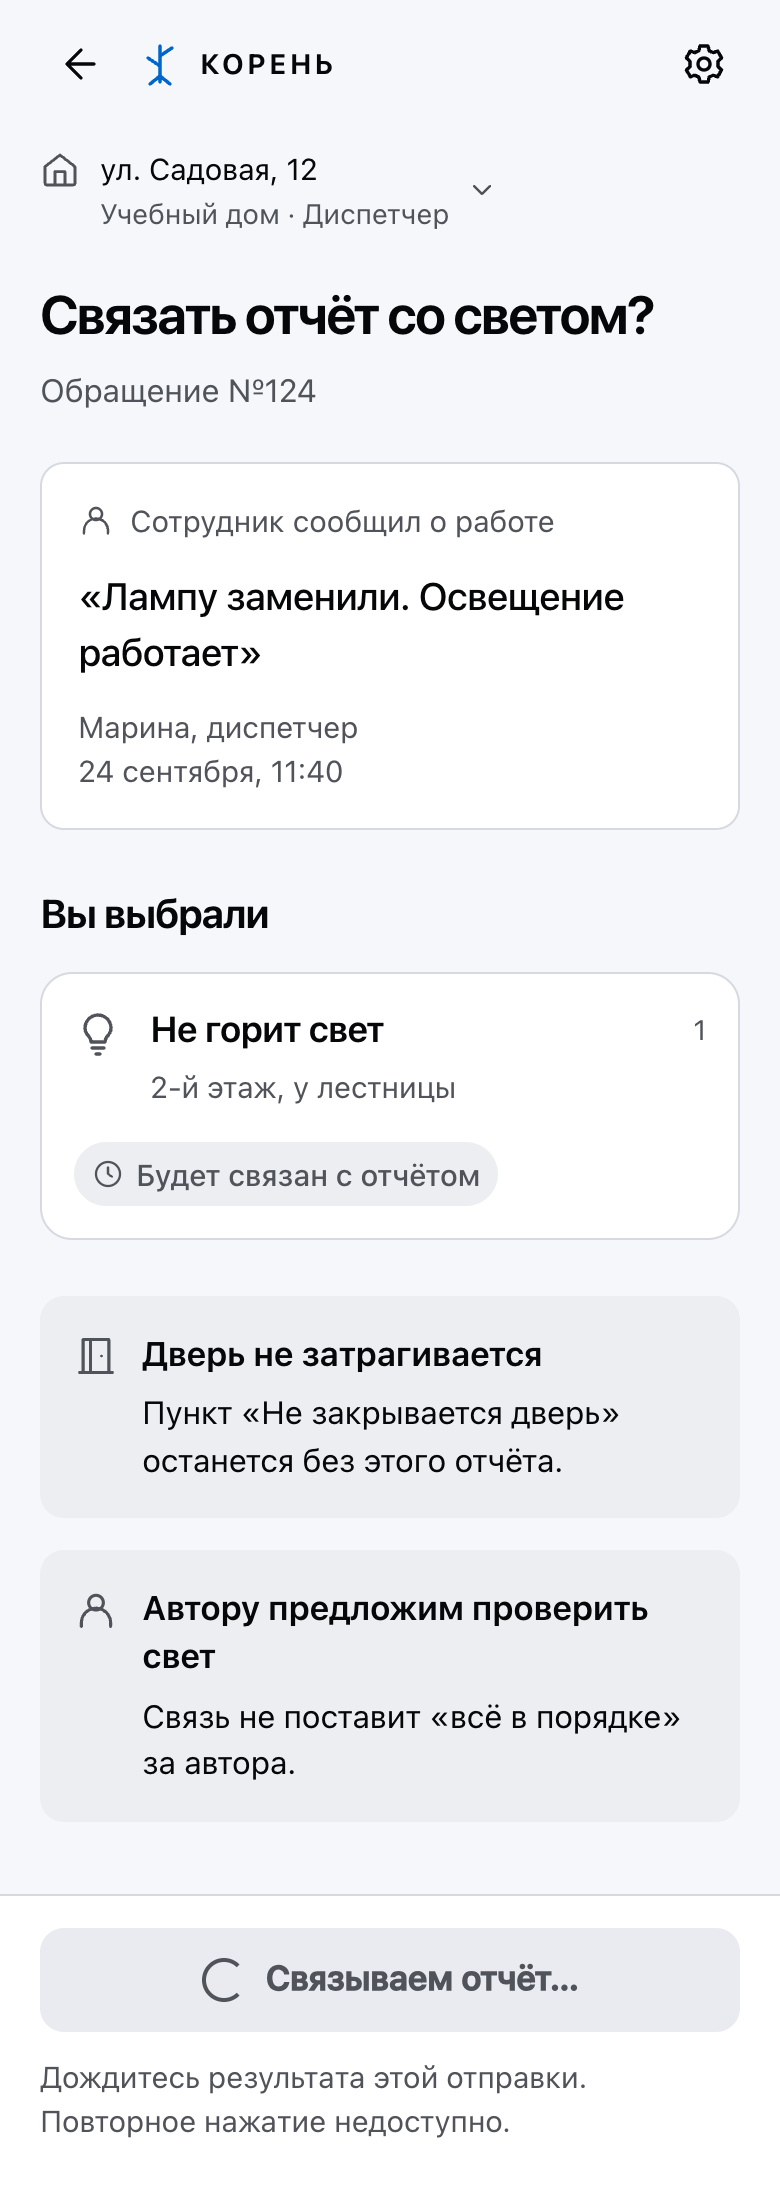 КОРЕНЬ
ул. Садовая, 12
Учебный дом · Диспетчер
Связать отчёт со светом?
Обращение №124
Сотрудник сообщил о работе
«Лампу заменили. Освещение
работает»
Марина, диспетчер
24 сентября, 11:40
Вы выбрали
Не горит свет 1
2-й этаж, у лестницы
Будет связан с отчётом
Дверь не затрагивается
Пункт «Не закрывается дверь»
останется без этого отчёта.
Автору предложим проверить
свет
Связь не поставит «всё в порядке»
за автора.
Связываем отчёт...
Дождитесь результата этой отправки.
Повторное нажатие недоступно.